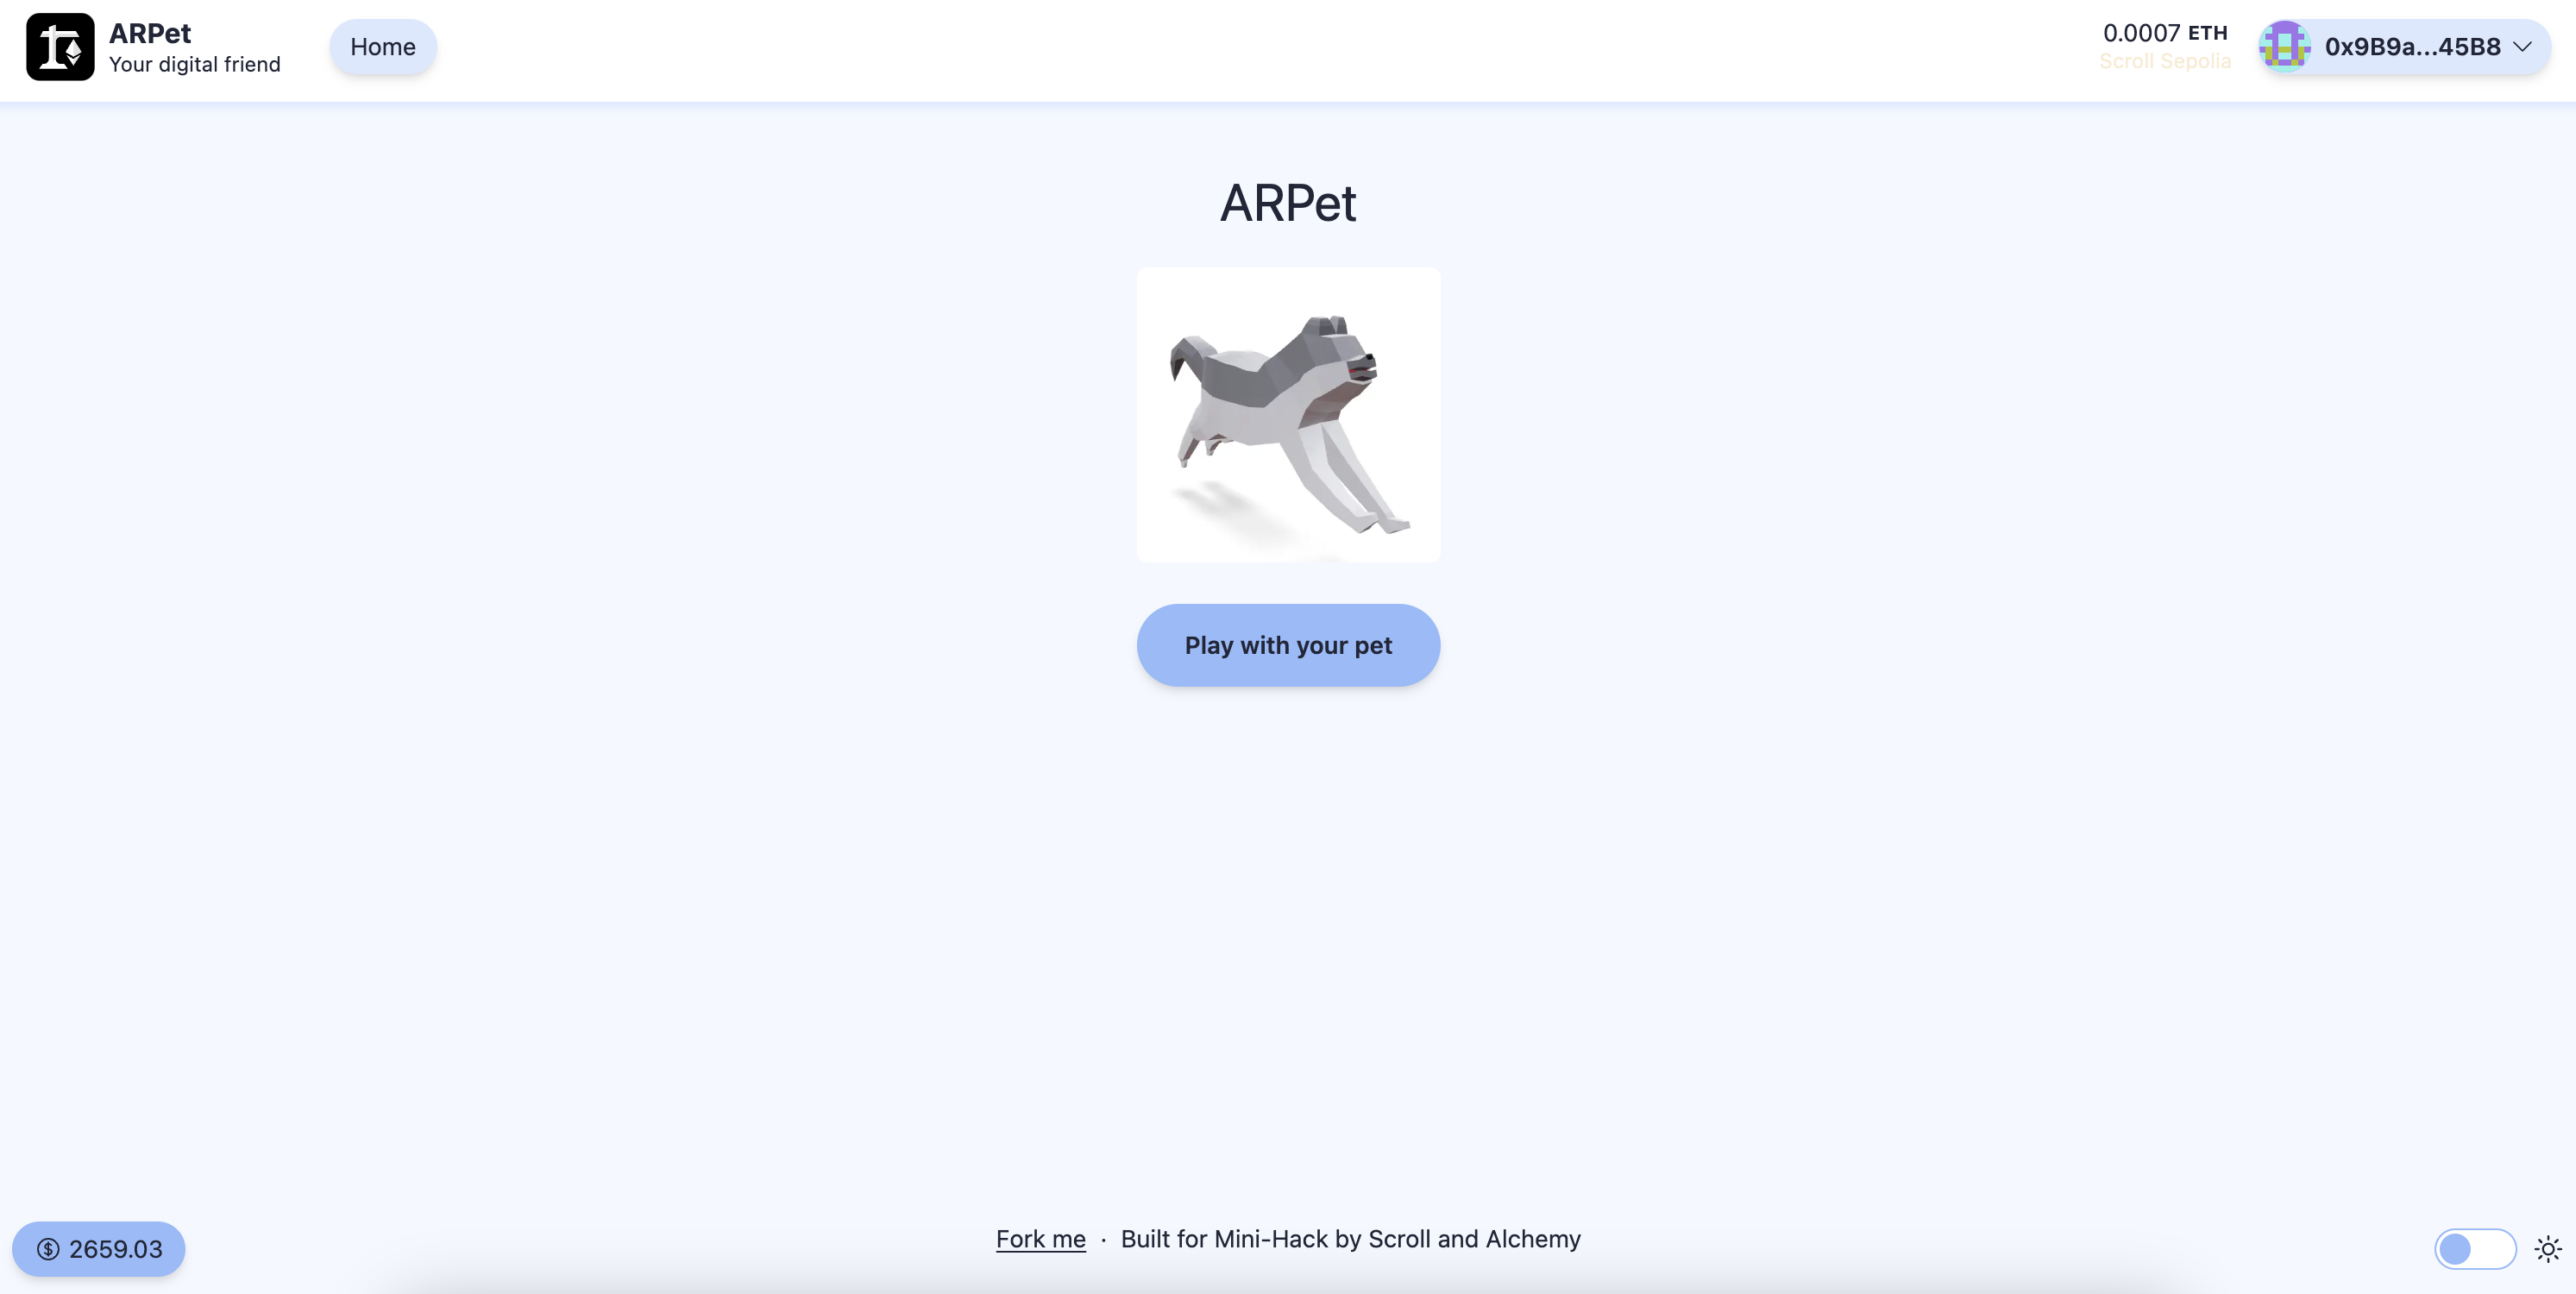 ARPet
Your digital friend
Home
0.0007 ETH
Scroll Sepolia
0x9B9a...45B8
ARPet
Play with your pet
2659.03
Fork me · Built for Mini-Hack by Scroll and Alchemy